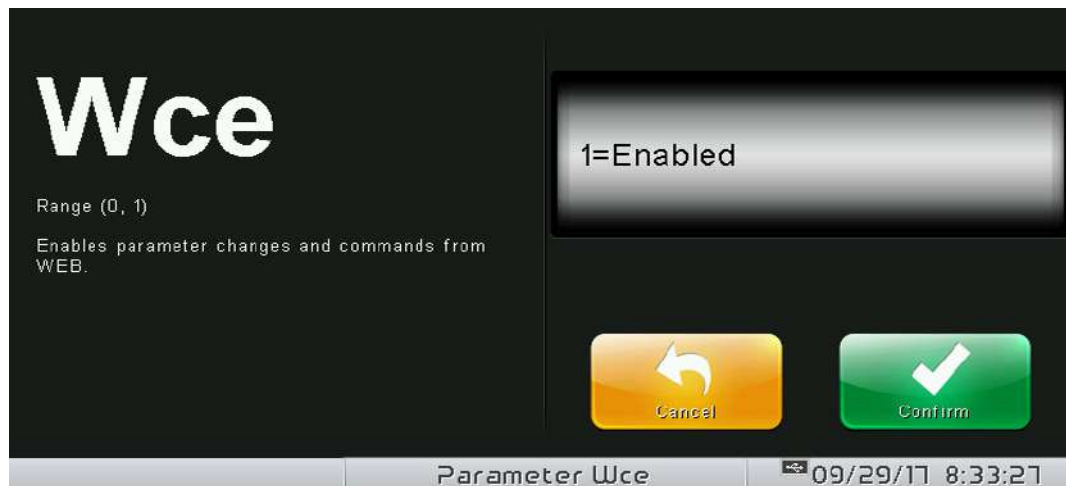 Wce
Range (0, 1)
Enables parameter changes and commands from
WEB.
1=Enabled
Cancel
Confirm
Parameter Wce
09/29/17 8:33:27